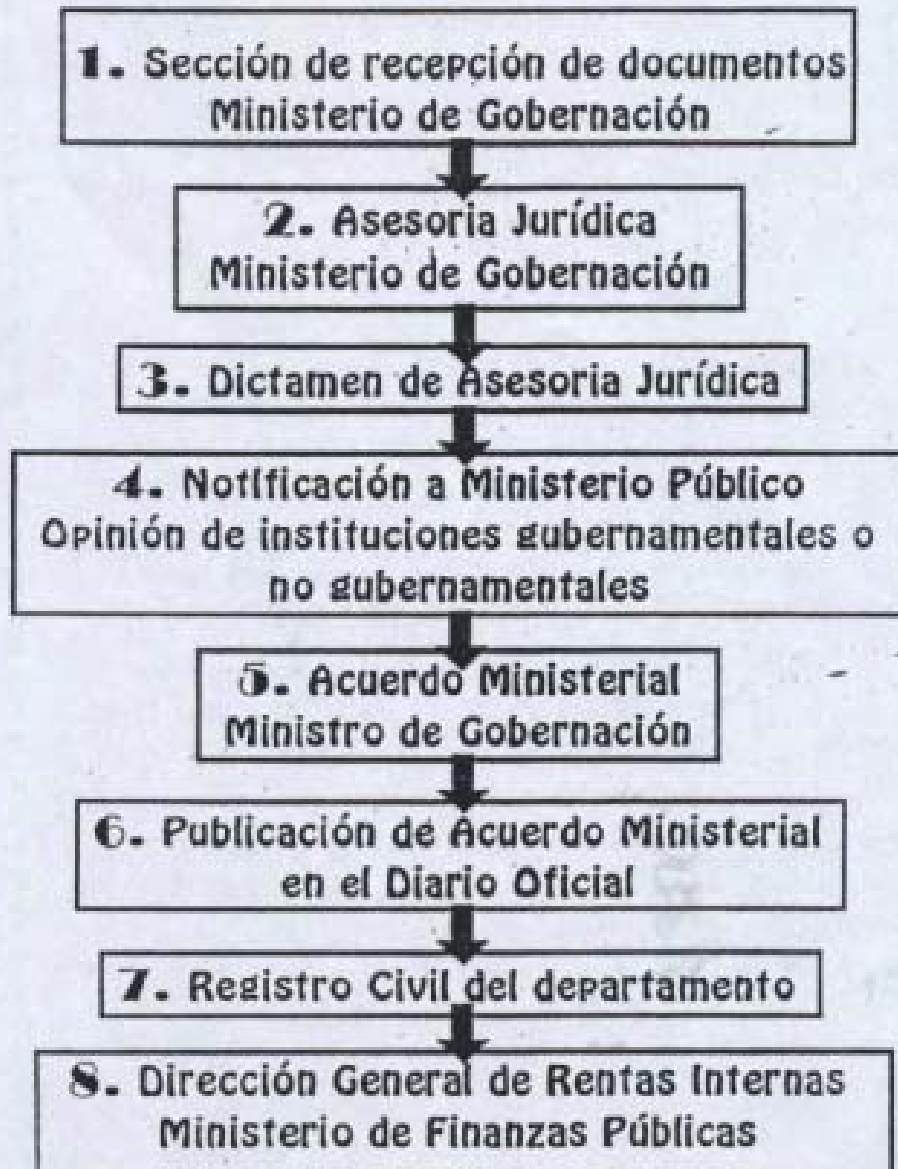 1. Sección de recepción de documentos
Ministerio de Gobernación
2. Asesoria Jurídica
Ministerio de Gobernación
3. Dictamen de Asesoria Jurídica
4. Notificación a Ministerio Público
Opinión de instituciones gubernamentales o
no gubernamentales
5. Acuerdo Ministerial
Ministro de Gobernación
6. Publicación de Acuerdo Ministerial
en el Diario Oficial
7. Registro Civil del departamento
8. Dirección General de Rentas Internas
Ministerio de Finanzas Públicas